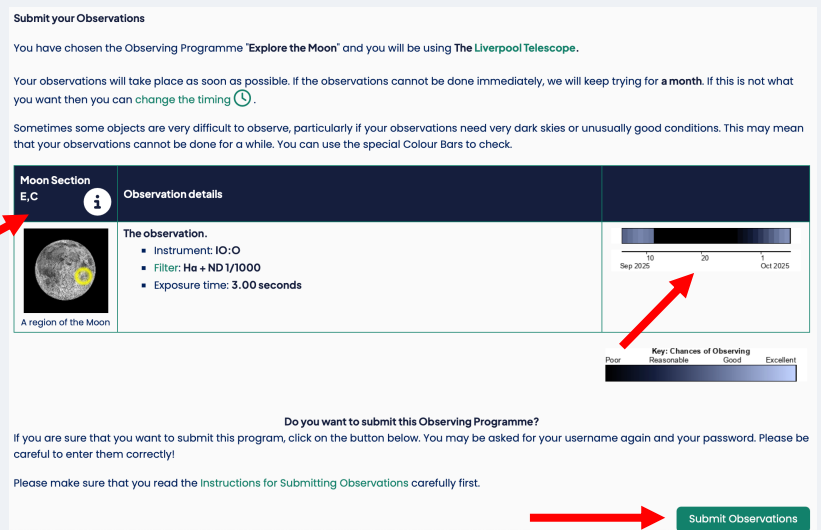 Submit your Observations
You have chosen the Observing Programme "Explore the Moon" and you will be using The Liverpool Telescope.
Your observations will take place as soon as possible. If the observations cannot be done immediately, we will keep trying for a month. If this is not what
you want then you can change the timing .
Sometimes some objects are very difficult to observe, particularly if your observations need very dark skies or unusually good conditions. This may mean
that your observations cannot be done for a while. You can use the special Colour Bars to check.
Moon Section
E,C
i
Observation details
The observation.
▪ Instrument: IO:O
▪ Filter: Ha + ND 1/1000
▪ Exposure time: 3.00 seconds
A region of the Moon
10 20 1
Sep 2025 Oct 2025
Key: Chances of Observing
Poor Reasonable Good Excellent
Do you want to submit this Observing Programme?
If you are sure that you want to submit this program, click on the button below. You may be asked for your username again and your password. Please be
careful to enter them correctly!
Please make sure that you read the Instructions for Submitting Observations carefully first.
Submit Observations